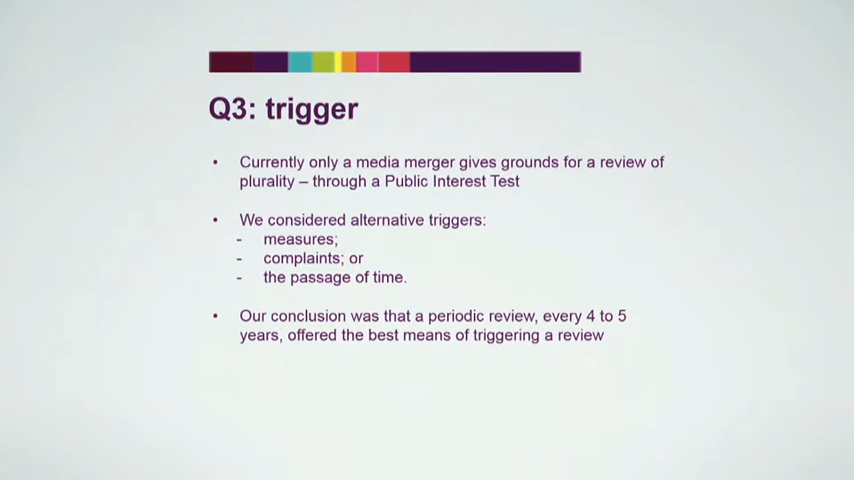 Q3: trigger
• Currently only a media merger gives grounds for a review of
plurality – through a Public Interest Test
• We considered alternative triggers:
- measures;
- complaints; or
- the passage of time.
• Our conclusion was that a periodic review, every 4 to 5
years, offered the best means of triggering a review